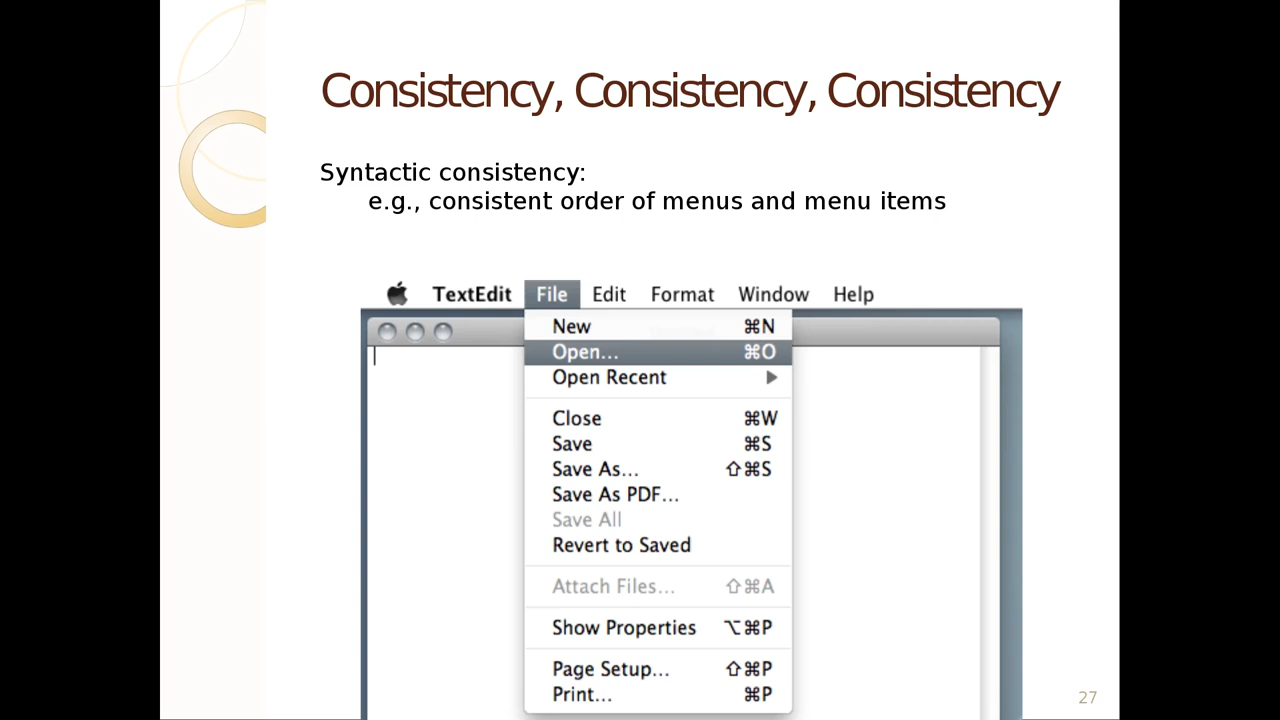 Consistency, Consistency, Consistency
Syntactic consistency:
e.g., consistent order of menus and menu items
TextEdit File Edit Format Window Help
New ⌘N
Open... ⌘O
Open Recent ▶
Close ⌘W
Save ⌘S
Save As... ⇧⌘S
Save As PDF...
Save All
Revert to Saved
Attach Files... ⇧⌘A
Show Properties ⌥⌘P
Page Setup... ⇧⌘P
Print... ⌘P
27